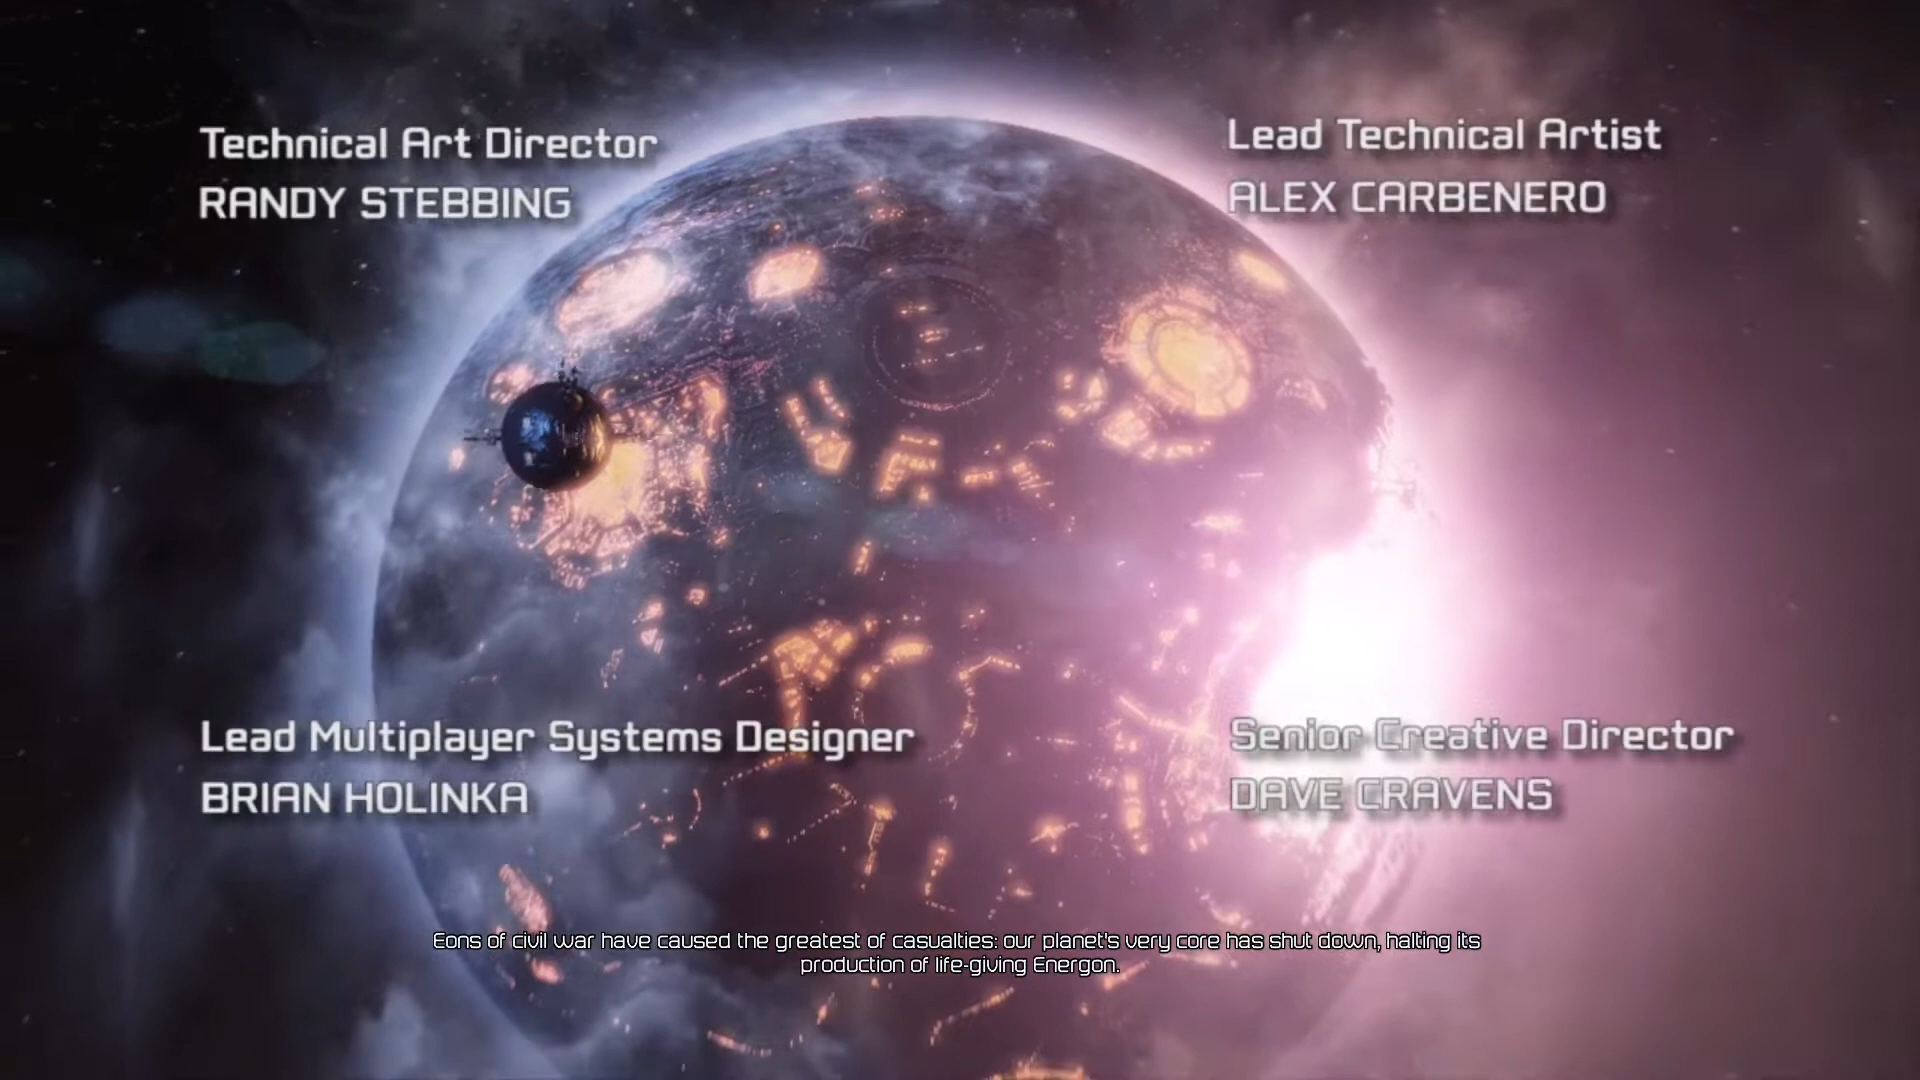 Technical Art Director
RANDY STEBBING
Lead Technical Artist
ALEX CARBENERO
Lead Multiplayer Systems Designer
BRIAN HOLINKA
Senior Creative Director
DAVE CRAVENS
Eons of civil war have caused the greatest of casualties: our planet's very core has shut down, halting its
production of life-giving Energon.